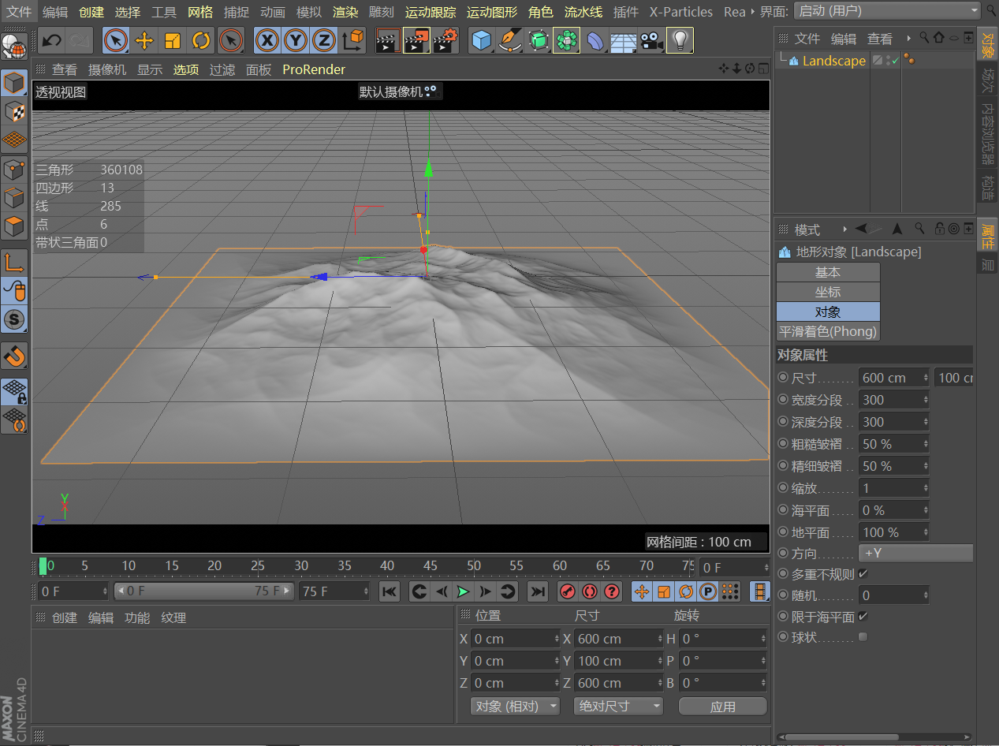 文件 编辑 创建 选择 工具 网格 捕捉 动画 模拟 渲染 雕刻 运动跟踪 运动图形 角色 流水线 插件 X-Particles Rea 界面: 启动 (用户)
X Y Z
文件 编辑 查看
查看 摄像机 显示 选项 过滤 面板 ProRender
Landscape
透视视图
默认摄像机
三角形 360108
四边形 13
线 285
点 6
带状三角面 0
Y
X
Z
网格间距 : 100 cm
S
对象
场次
内容浏览器
构造
属性
层
模式
地形对象 [Landscape]
基本
坐标
对象
平滑着色(Phong)
对象属性
尺寸 600 cm 100 cr
宽度分段 300
深度分段 300
粗糙皱褶 50 %
精细皱褶 50 %
缩放 1
海平面 0 %
地平面 100 %
方向 +Y
多重不规则
随机 0
限于海平面
球状
0 5 10 15 20 25 30 35 40 45 50 55 60 65 70 75 0 F
0 F 0 F 75 F 75 F ? P
创建 编辑 功能 纹理
位置 尺寸 旋转
X 0 cm X 600 cm H 0 °
Y 0 cm Y 100 cm P 0 °
Z 0 cm Z 600 cm B 0 °
对象 (相对) 绝对尺寸 应用
MAXON
CINEMA 4D